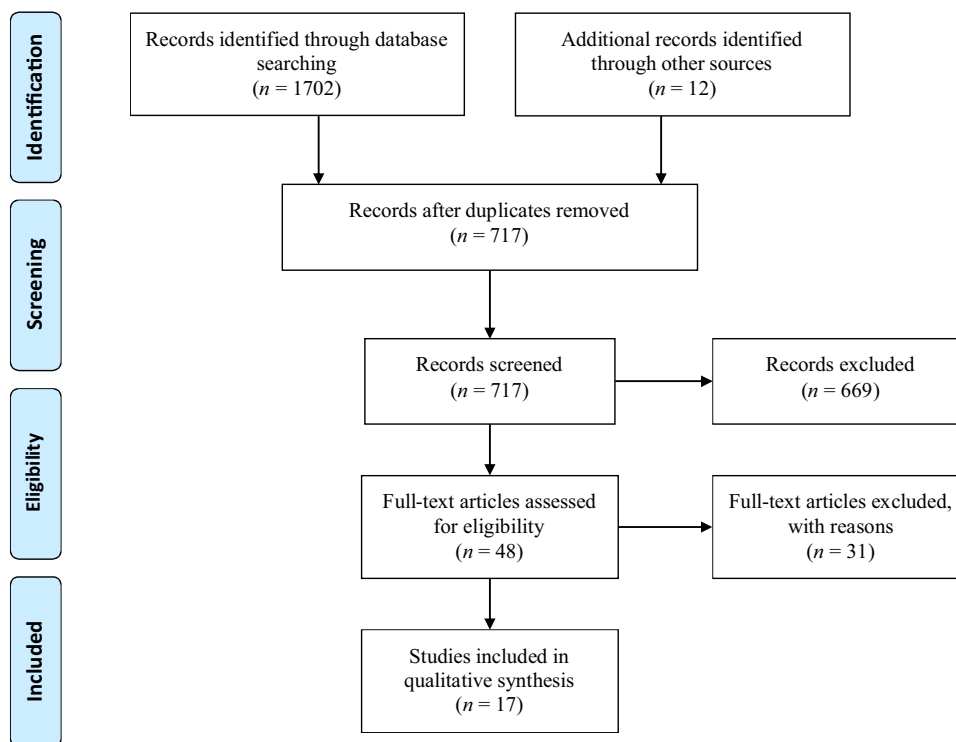 Identification
Records identified through database
searching
(n = 1702)
Additional records identified
through other sources
(n = 12)
Screening
Records after duplicates removed
(n = 717)
Records screened
(n = 717)
Records excluded
(n = 669)
Eligibility
Full-text articles assessed
for eligibility
(n = 48)
Full-text articles excluded,
with reasons
(n = 31)
Included
Studies included in
qualitative synthesis
(n = 17)